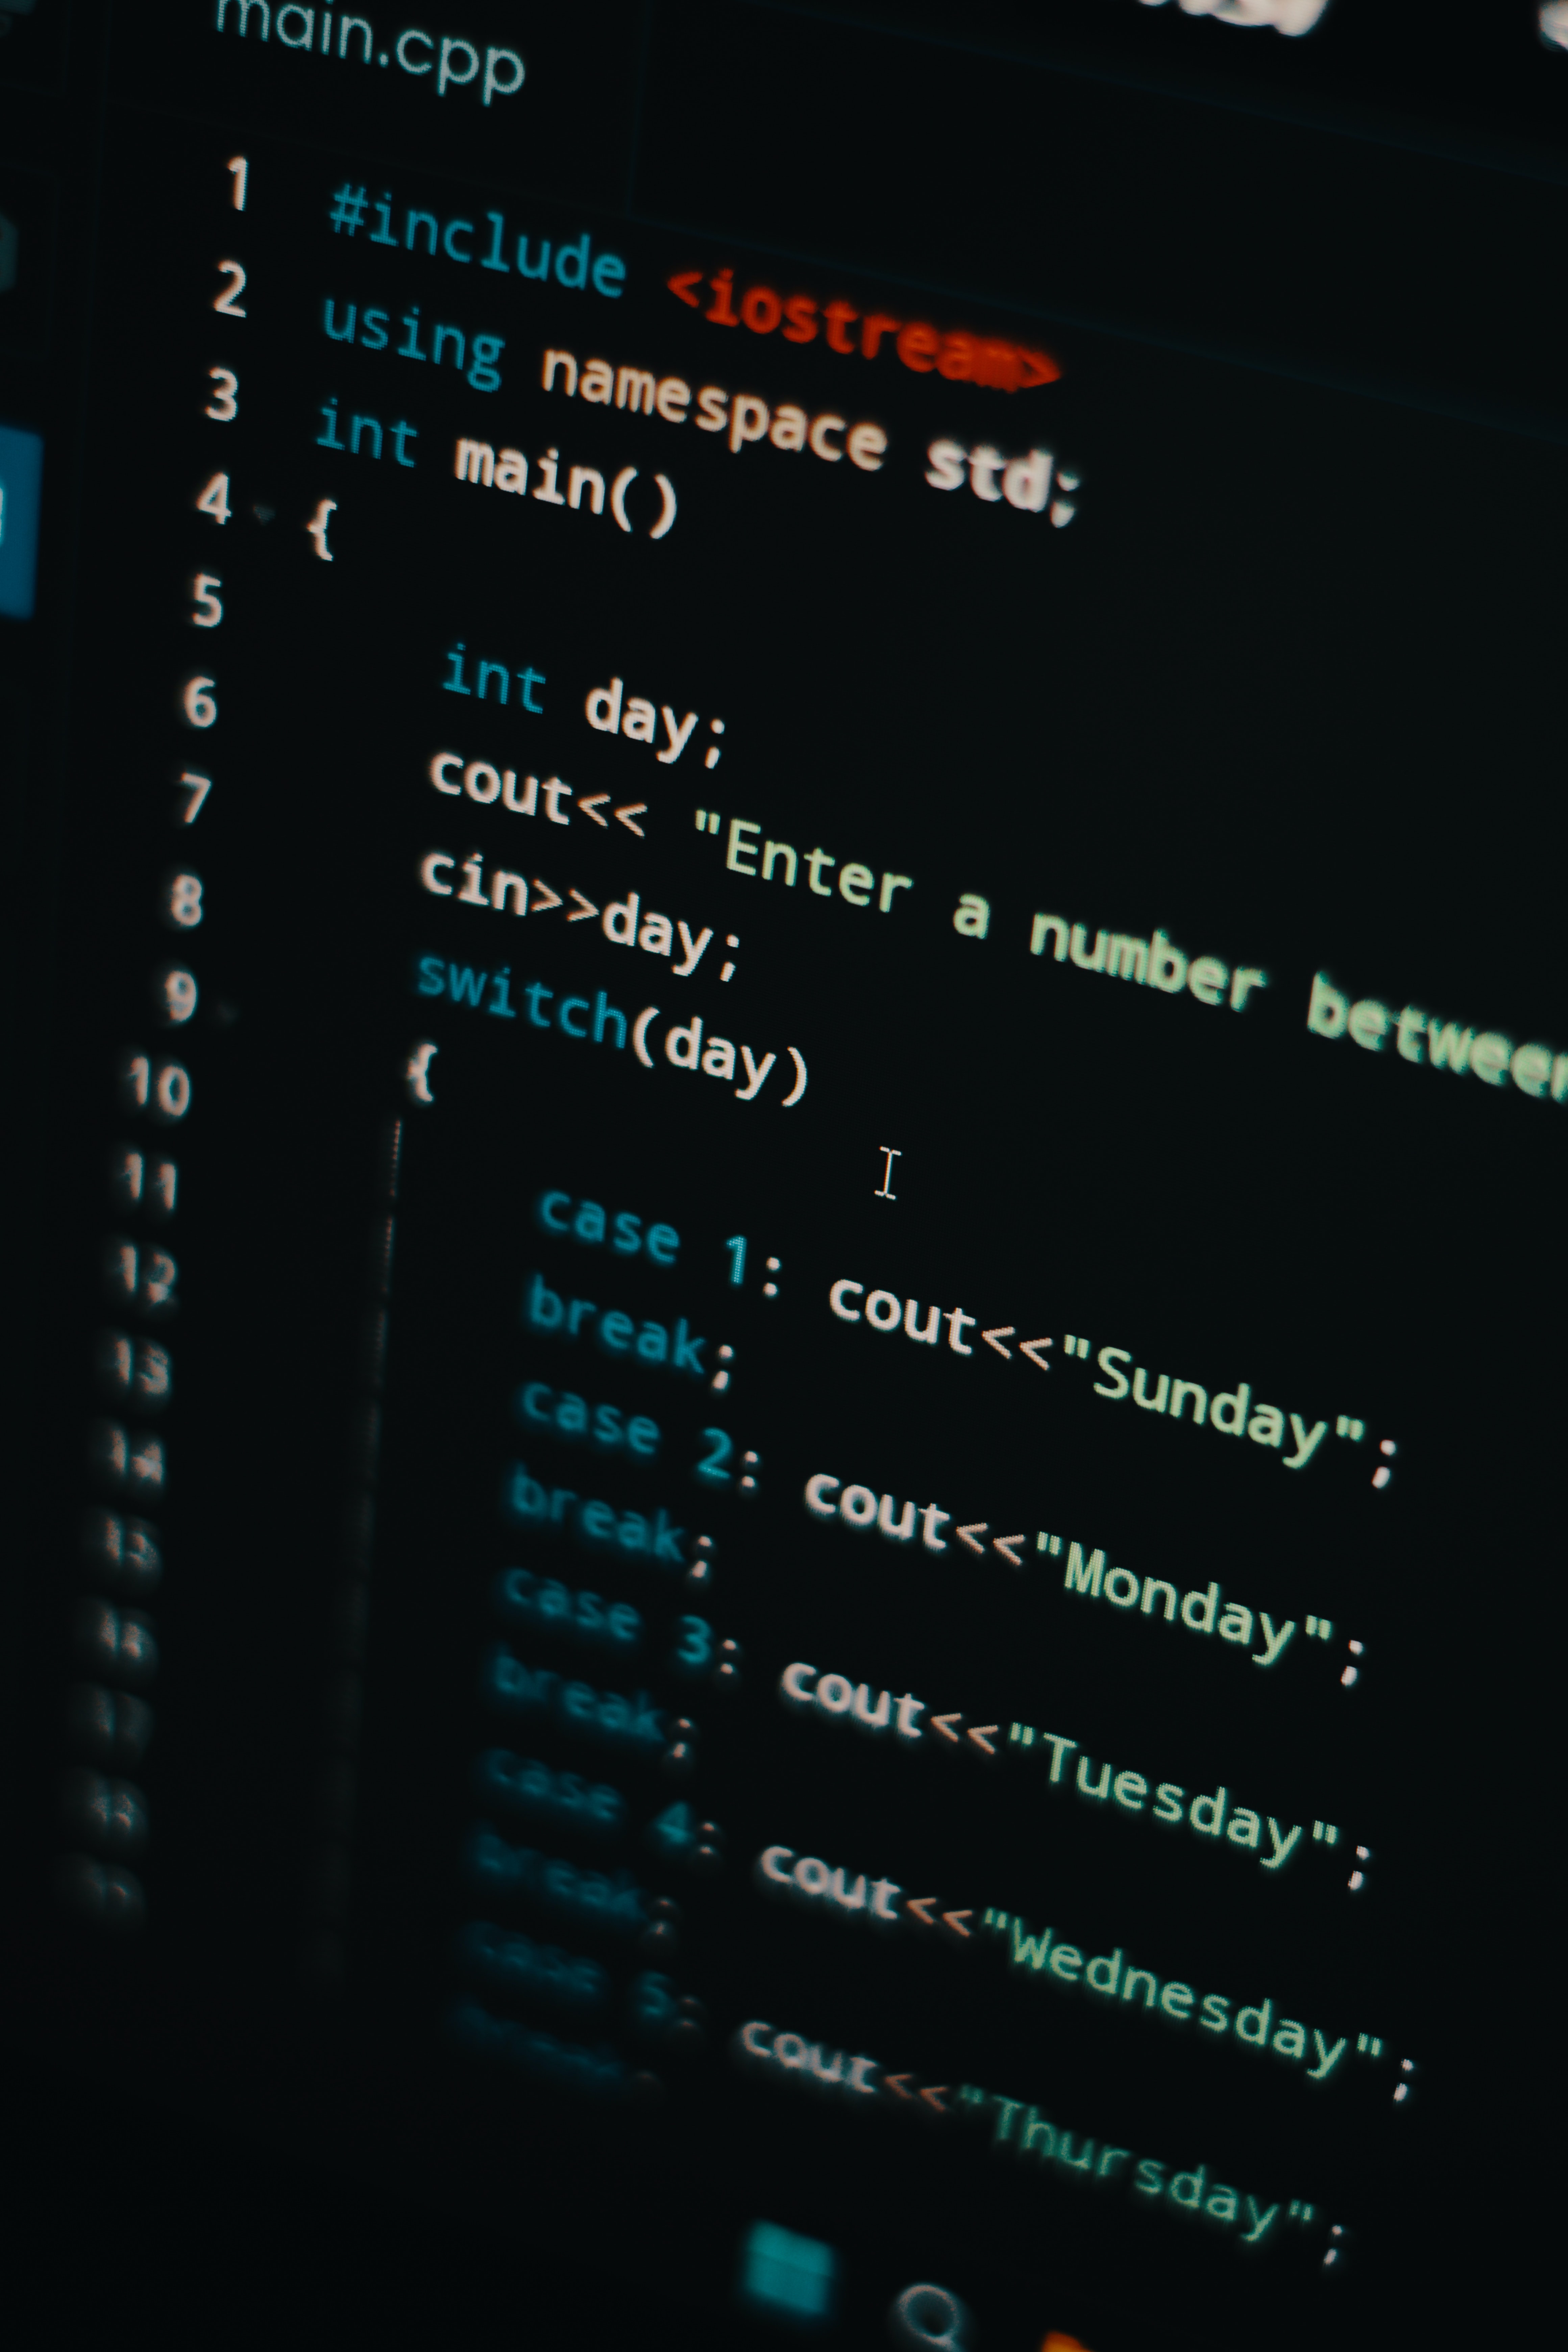 main.cpp
1 #include <iostream>
2 using namespace std;
3 int main()
4 {
5
6 int day;
7 cout<< "Enter a number between
8 cin>>day;
9 switch(day)
10 {
11
12 case 1: cout<<"Sunday";
13 break;
14 case 2: cout<<"Monday";
15 break;
16 case 3: cout<<"Tuesday";
17 break;
18 case 4: cout<<"Wednesday";
break;
case 5: cout<<"Thursday";
break;